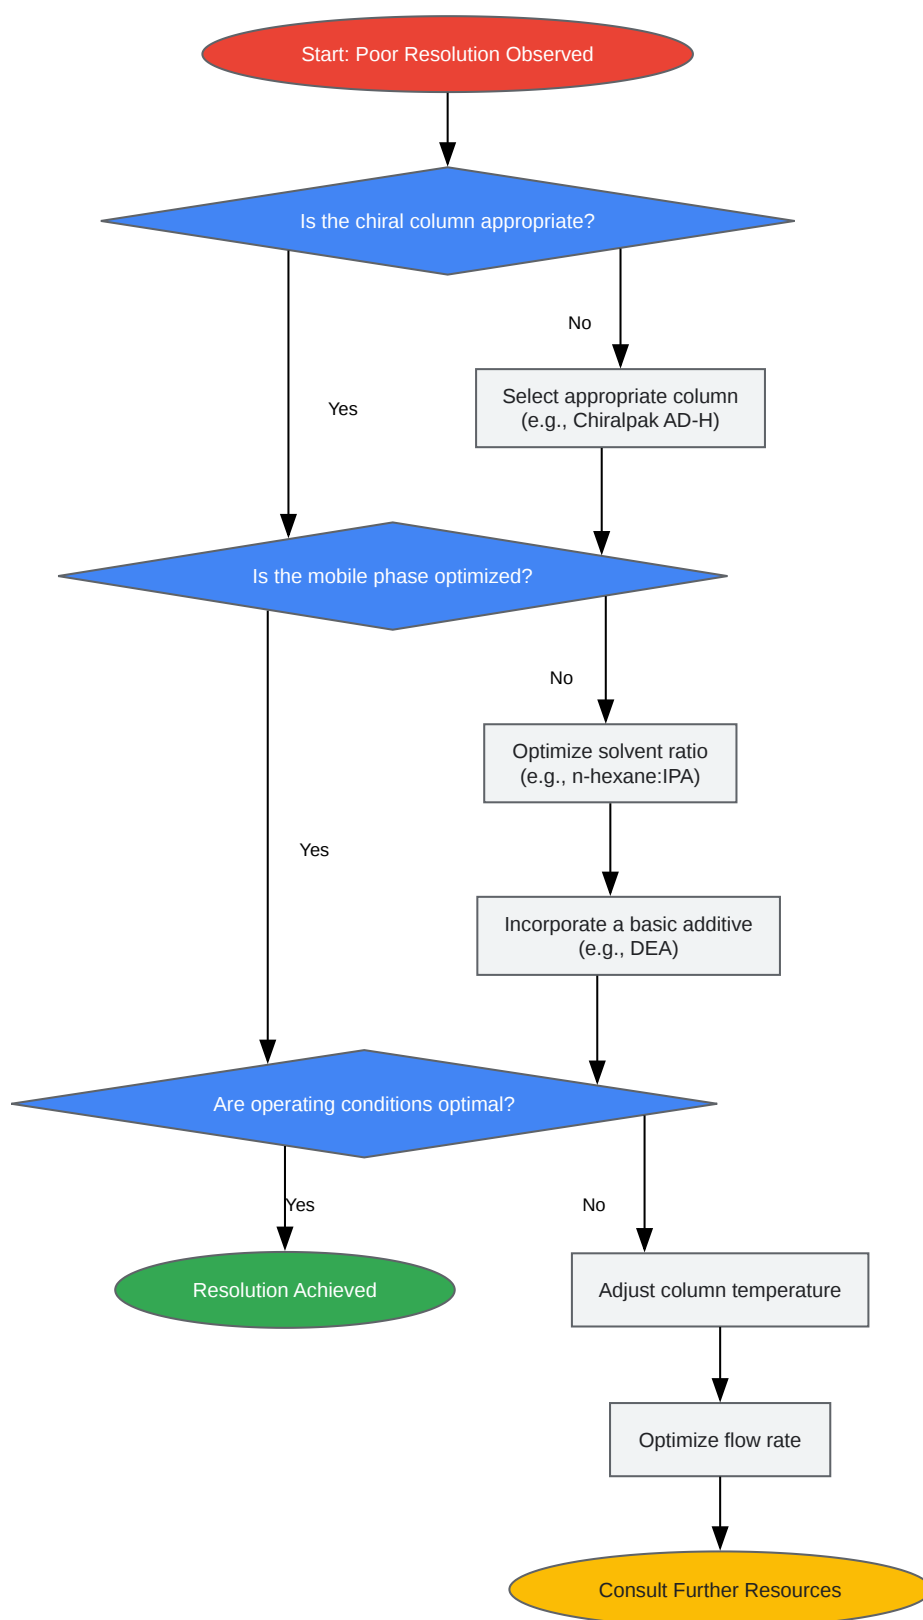 Start: Poor Resolution Observed
Is the chiral column appropriate?
No
Select appropriate column
(e.g., Chiralpak AD-H)
Yes
Is the mobile phase optimized?
No
Optimize solvent ratio
(e.g., n-hexane:IPA)
Yes
Incorporate a basic additive
(e.g., DEA)
Are operating conditions optimal?
Yes
No
Resolution Achieved
Adjust column temperature
Optimize flow rate
Consult Further Resources